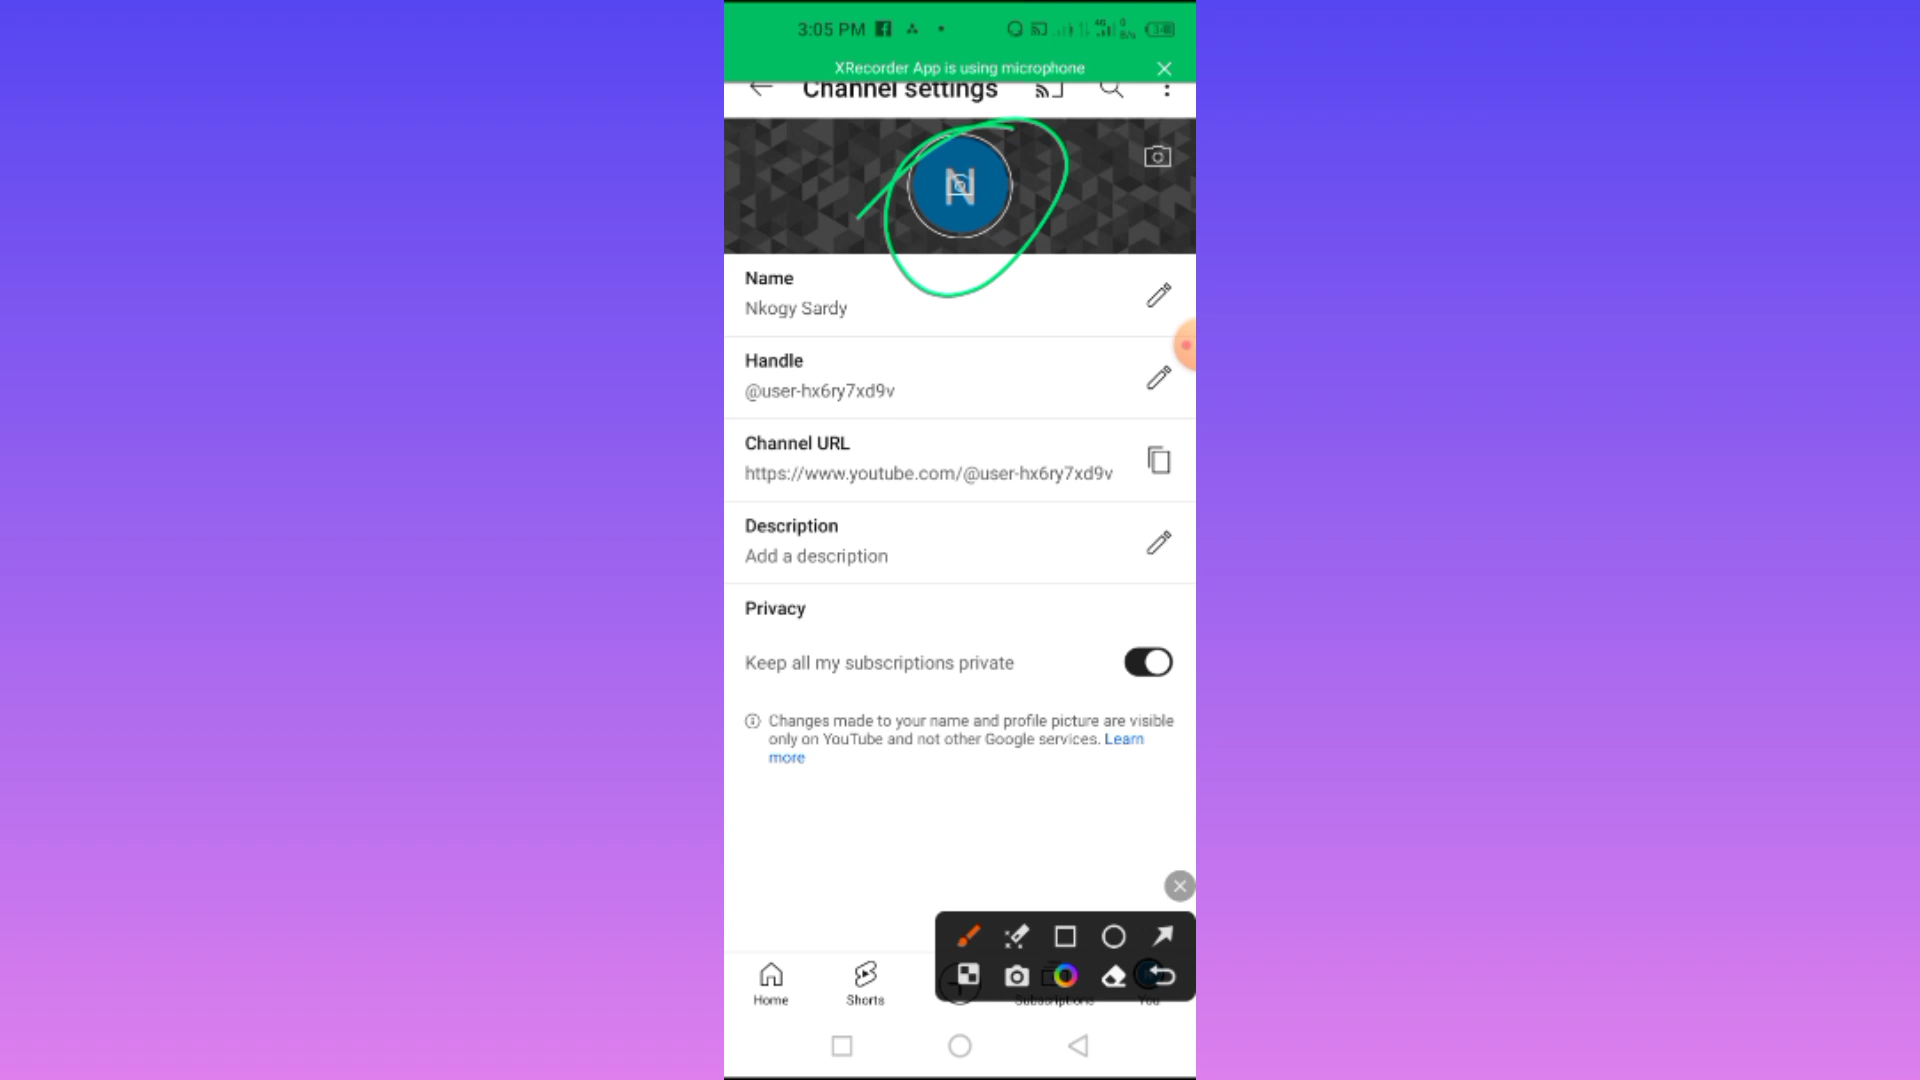 3:05 PM
XRecorder App is using microphone
Channel settings
N
Name
Nkogy Sardy
Handle
@user-hx6ry7xd9v
Channel URL
https://www.youtube.com/@user-hx6ry7xd9v
Description
Add a description
Privacy
Keep all my subscriptions private
Changes made to your name and profile picture are visible
only on YouTube and not other Google services. Learn
more
Home
Shorts
Subscriptions
You